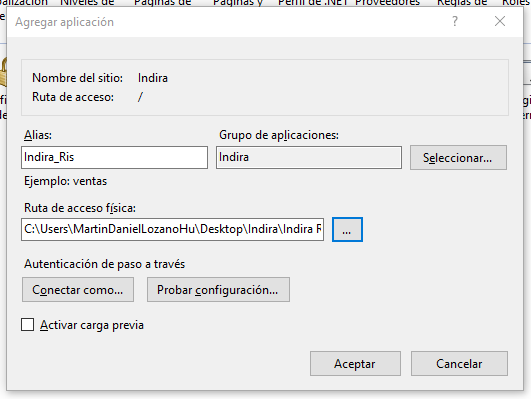 Niveles de Páginas de Páginas y Perfil de .NET Proveedores Reglas de Roles
Agregar aplicación ?
Nombre del sitio: Indira
Ruta de acceso: /
Alias: Grupo de aplicaciones:
Indira_Ris Indira Seleccionar...
Ejemplo: ventas
Ruta de acceso física:
C:\Users\MartinDanielLozanoHu\Desktop\Indira\Indira R ...
Autenticación de paso a través
Conectar como... Probar configuración...
Activar carga previa
Aceptar Cancelar